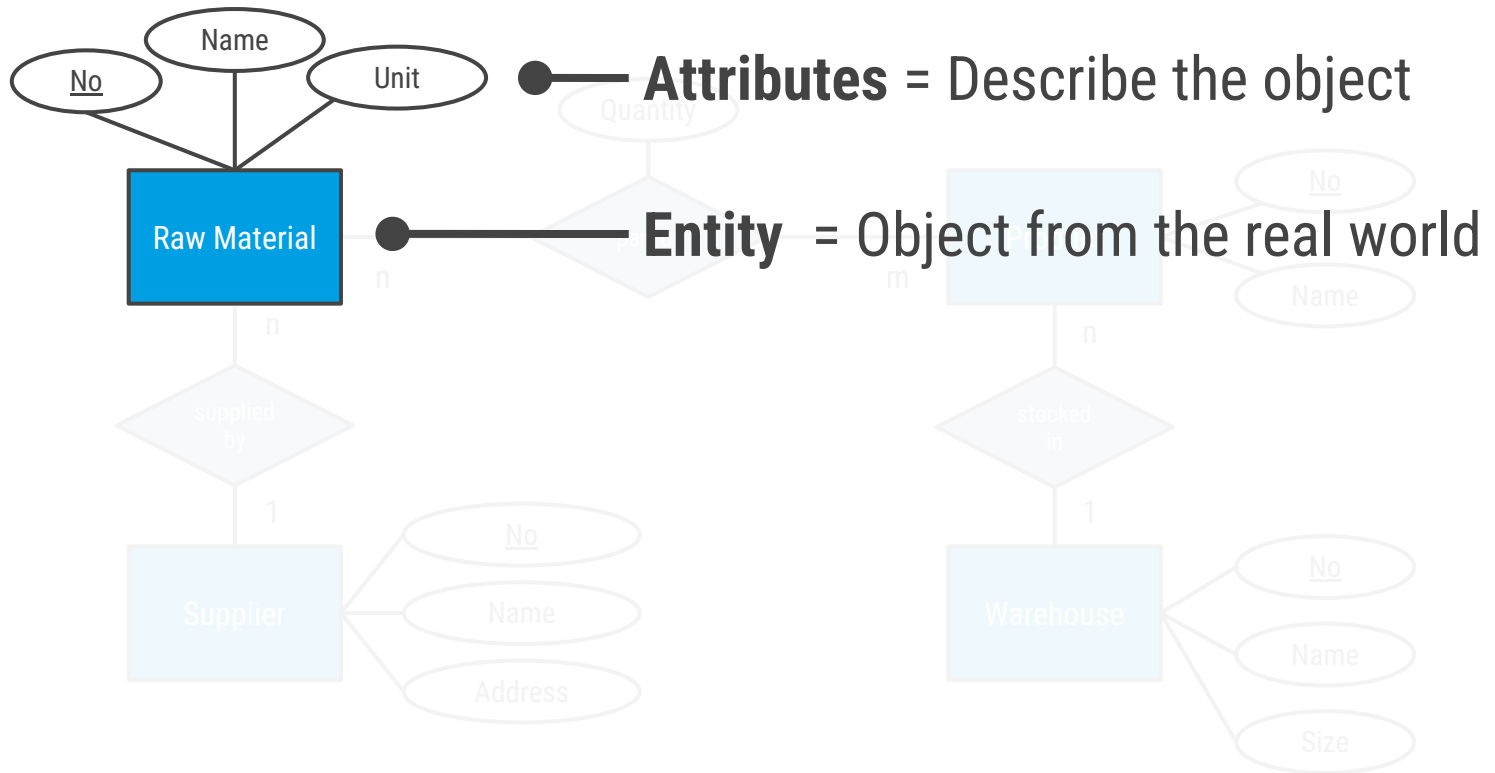 Name
No
Unit
Attributes = Describe the object
Quantity
No
Raw Material
Entity = Object from the real world
n
m
Name
n
n
supplied
by
stocked
in
1
1
No
No
Supplier
Name
Warehouse
Name
Address
Size